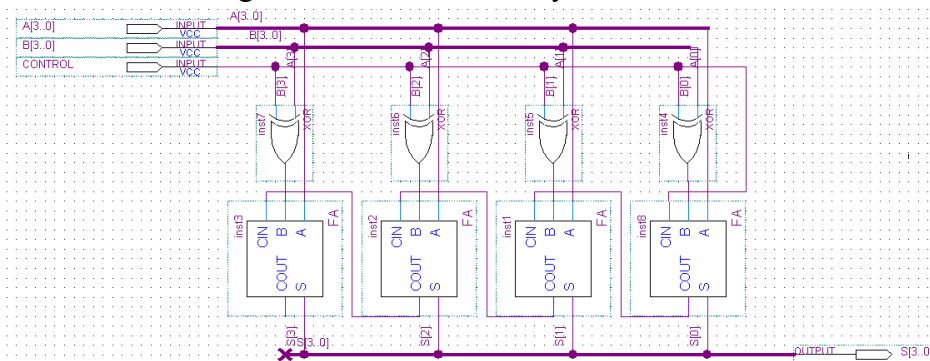 A[3..0] INPUT VCC A[3..0]
B[3..0] INPUT VCC B[3..0]
CONTROL INPUT VCC
A[3] A[2] A[1] A[0]
B[3] B[2] B[1] B[0]
inst7 XOR inst6 XOR inst5 XOR inst4 XOR
inst3 FA inst2 FA inst1 FA inst8 FA
CIN B A CIN B A CIN B A CIN B A
COUT S COUT S COUT S COUT S
S[3] S[2] S[1] S[0]
S[3..0]
OUTPUT S[3..0